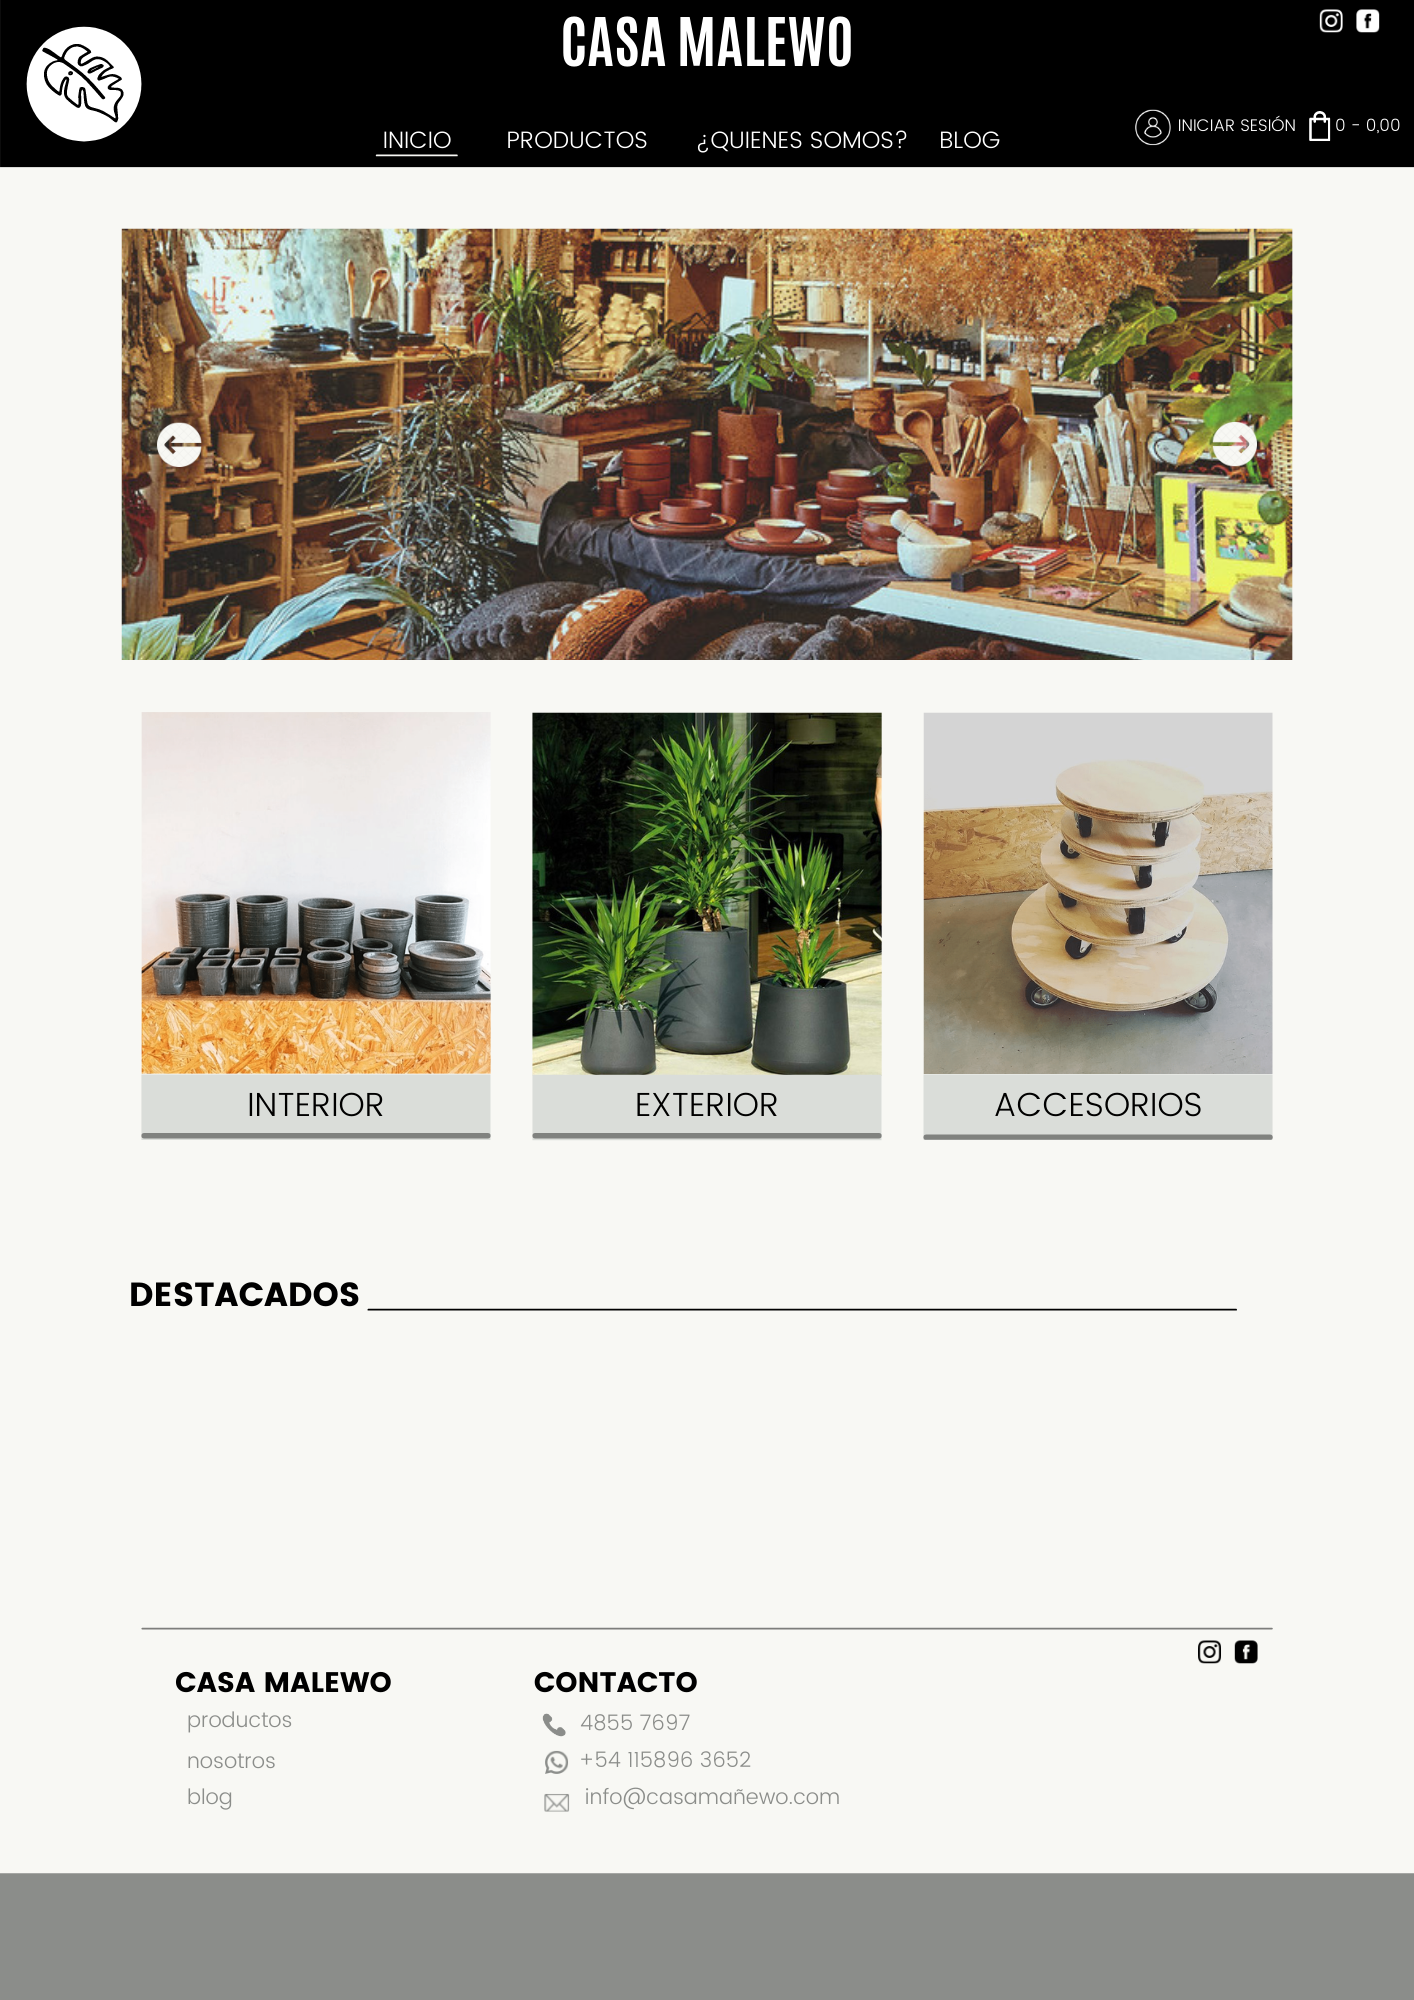 CASA MALEWO
INICIO PRODUCTOS ¿QUIENES SOMOS? BLOG
INICIAR SESIÓN 0 - 0,00
INTERIOR EXTERIOR ACCESORIOS
DESTACADOS
CASA MALEWO
productos
nosotros
blog
CONTACTO
4855 7697
+54 115896 3652
info@casamañewo.com